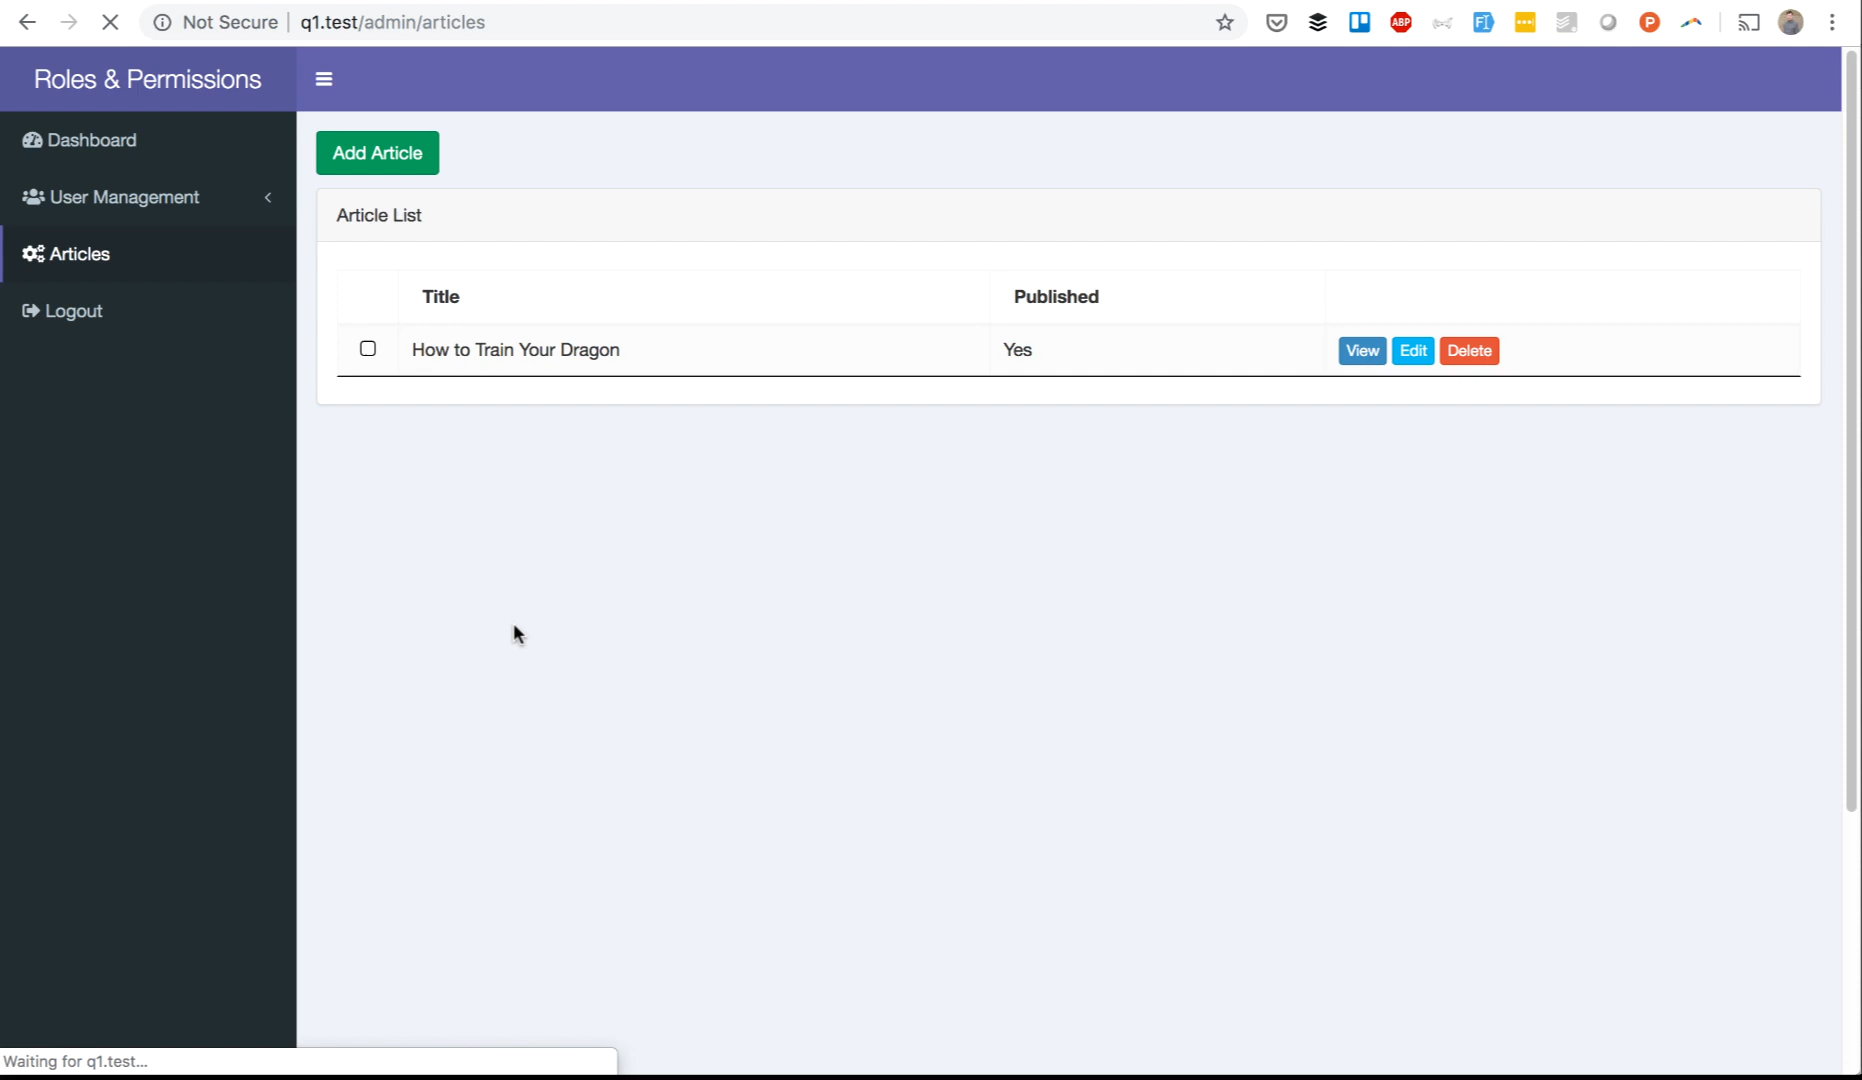 Not Secure | q1.test/admin/articles
ABP
P
Roles & Permissions
Dashboard
User Management
Articles
Logout
Add Article
Article List
Title Published
How to Train Your Dragon Yes View Edit Delete
Waiting for q1.test...